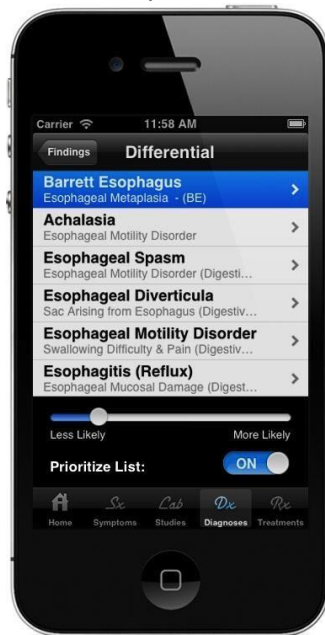 Carrier 11:58 AM
Findings Differential
Barrett Esophagus
Esophageal Metaplasia - (BE)
Achalasia
Esophageal Motility Disorder
Esophageal Spasm
Esophageal Motility Disorder (Digesti...
Esophageal Diverticula
Sac Arising from Esophagus (Digestiv...
Esophageal Motility Disorder
Swallowing Difficulty & Pain (Digestiv...
Esophagitis (Reflux)
Esophageal Mucosal Damage (Digest...
Less Likely More Likely
Prioritize List: ON
Sx Lab Dx Rx
Home Symptoms Studies Diagnoses Treatments